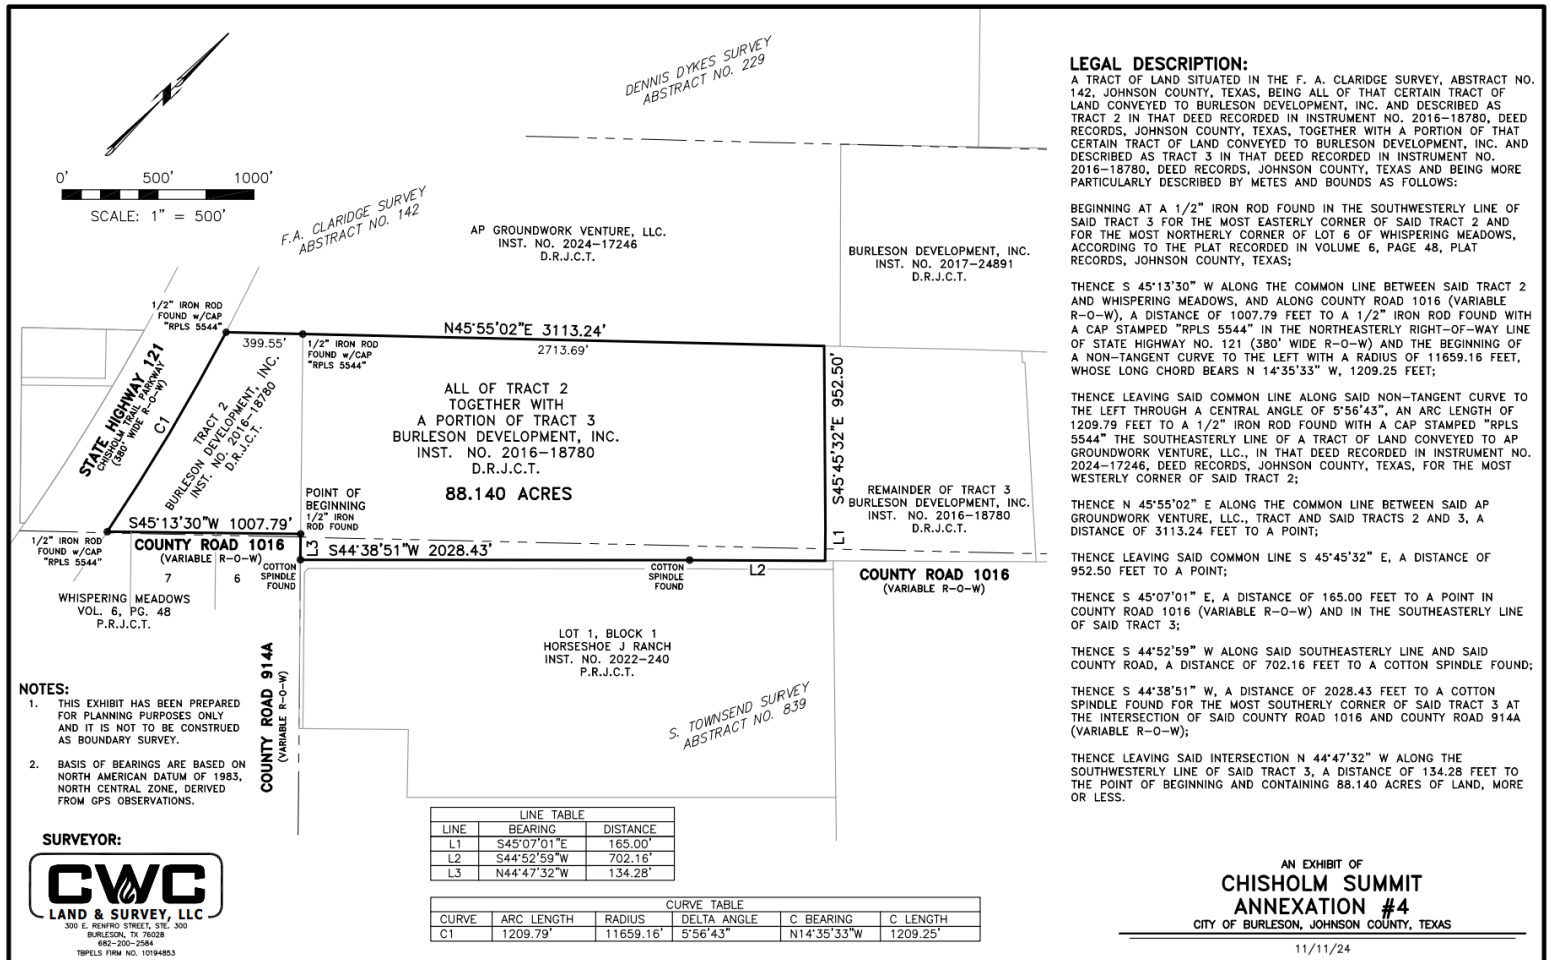 DENNIS DYKES SURVEY
ABSTRACT NO. 229
0'
500'
1000'
SCALE: 1" = 500'
F.A. CLARIDGE SURVEY
ABSTRACT NO. 142
AP GROUNDWORK VENTURE, LLC.
INST. NO. 2024-17246
D.R.J.C.T.
BURLESON DEVELOPMENT, INC.
INST. NO. 2017-24891
D.R.J.C.T.
1/2" IRON ROD
FOUND w/CAP
"RPLS 5544"
N45°55'02"E 3113.24'
399.55'
2713.69'
1/2" IRON ROD
FOUND w/CAP
"RPLS 5544"
STATE HIGHWAY 121
CHISHOLM TRAIL PARKWAY
(380' WIDE R-O-W)
C1
TRACT 2
BURLESON DEVELOPMENT, INC.
INST. NO. 2016-18780
D.R.J.C.T.
ALL OF TRACT 2
TOGETHER WITH
A PORTION OF TRACT 3
BURLESON DEVELOPMENT, INC.
INST. NO. 2016-18780
D.R.J.C.T.
88.140 ACRES
S45°45'32"E 952.50'
L1
REMAINDER OF TRACT 3
BURLESON DEVELOPMENT, INC.
INST. NO. 2016-18780
D.R.J.C.T.
POINT OF
BEGINNING
1/2" IRON
ROD FOUND
S45°13'30"W 1007.79'
1/2" IRON ROD
FOUND w/CAP
"RPLS 5544"
COUNTY ROAD 1016
(VARIABLE R-O-W)
L3
S44°38'51"W 2028.43'
COTTON
SPINDLE
FOUND
COTTON
SPINDLE
FOUND
L2
COUNTY ROAD 1016
(VARIABLE R-O-W)
7
6
WHISPERING MEADOWS
VOL. 6, PG. 48
P.R.J.C.T.
COUNTY ROAD 914A
(VARIABLE R-O-W)
LOT 1, BLOCK 1
HORSESHOE J RANCH
INST. NO. 2022-240
P.R.J.C.T.
S. TOWNSEND SURVEY
ABSTRACT NO. 839
NOTES:
1. THIS EXHIBIT HAS BEEN PREPARED
FOR PLANNING PURPOSES ONLY
AND IT IS NOT TO BE CONSTRUED
AS BOUNDARY SURVEY.
2. BASIS OF BEARINGS ARE BASED ON
NORTH AMERICAN DATUM OF 1983,
NORTH CENTRAL ZONE, DERIVED
FROM GPS OBSERVATIONS.
SURVEYOR:
CWC
LAND & SURVEY, LLC
300 E. RENFRO STREET, STE. 300
BURLESON, TX 76028
682-200-2584
TBPELS FIRM NO. 10194853
LINE TABLE
LINE BEARING DISTANCE
L1 S45°07'01"E 165.00'
L2 S44°52'59"W 702.16'
L3 N44°47'32"W 134.28'
CURVE TABLE
CURVE ARC LENGTH RADIUS DELTA ANGLE C BEARING C LENGTH
C1 1209.79' 11659.16' 5°56'43" N14°35'33"W 1209.25'
LEGAL DESCRIPTION:
A TRACT OF LAND SITUATED IN THE F. A. CLARIDGE SURVEY, ABSTRACT NO.
142, JOHNSON COUNTY, TEXAS, BEING ALL OF THAT CERTAIN TRACT OF
LAND CONVEYED TO BURLESON DEVELOPMENT, INC. AND DESCRIBED AS
TRACT 2 IN THAT DEED RECORDED IN INSTRUMENT NO. 2016-18780, DEED
RECORDS, JOHNSON COUNTY, TEXAS, TOGETHER WITH A PORTION OF THAT
CERTAIN TRACT OF LAND CONVEYED TO BURLESON DEVELOPMENT, INC. AND
DESCRIBED AS TRACT 3 IN THAT DEED RECORDED IN INSTRUMENT NO.
2016-18780, DEED RECORDS, JOHNSON COUNTY, TEXAS AND BEING MORE
PARTICULARLY DESCRIBED BY METES AND BOUNDS AS FOLLOWS:
BEGINNING AT A 1/2" IRON ROD FOUND IN THE SOUTHWESTERLY LINE OF
SAID TRACT 3 FOR THE MOST EASTERLY CORNER OF SAID TRACT 2 AND
FOR THE MOST NORTHERLY CORNER OF LOT 6 OF WHISPERING MEADOWS,
ACCORDING TO THE PLAT RECORDED IN VOLUME 6, PAGE 48, PLAT
RECORDS, JOHNSON COUNTY, TEXAS;
THENCE S 45°13'30" W ALONG THE COMMON LINE BETWEEN SAID TRACT 2
AND WHISPERING MEADOWS, AND ALONG COUNTY ROAD 1016 (VARIABLE
R-O-W), A DISTANCE OF 1007.79 FEET TO A 1/2" IRON ROD FOUND WITH
A CAP STAMPED "RPLS 5544" IN THE NORTHEASTERLY RIGHT-OF-WAY LINE
OF STATE HIGHWAY NO. 121 (380' WIDE R-O-W) AND THE BEGINNING OF
A NON-TANGENT CURVE TO THE LEFT WITH A RADIUS OF 11659.16 FEET,
WHOSE LONG CHORD BEARS N 14°35'33" W, 1209.25 FEET;
THENCE LEAVING SAID COMMON LINE ALONG SAID NON-TANGENT CURVE TO
THE LEFT THROUGH A CENTRAL ANGLE OF 5°56'43", AN ARC LENGTH OF
1209.79 FEET TO A 1/2" IRON ROD FOUND WITH A CAP STAMPED "RPLS
5544" THE SOUTHEASTERLY LINE OF A TRACT OF LAND CONVEYED TO AP
GROUNDWORK VENTURE, LLC., IN THAT DEED RECORDED IN INSTRUMENT NO.
2024-17246, DEED RECORDS, JOHNSON COUNTY, TEXAS, FOR THE MOST
WESTERLY CORNER OF SAID TRACT 2;
THENCE N 45°55'02" E ALONG THE COMMON LINE BETWEEN SAID AP
GROUNDWORK VENTURE, LLC., TRACT AND SAID TRACTS 2 AND 3, A
DISTANCE OF 3113.24 FEET TO A POINT;
THENCE LEAVING SAID COMMON LINE S 45°45'32" E, A DISTANCE OF
952.50 FEET TO A POINT;
THENCE S 45°07'01" E, A DISTANCE OF 165.00 FEET TO A POINT IN
COUNTY ROAD 1016 (VARIABLE R-O-W) AND IN THE SOUTHEASTERLY LINE
OF SAID TRACT 3;
THENCE S 44°52'59" W ALONG SAID SOUTHEASTERLY LINE AND SAID
COUNTY ROAD, A DISTANCE OF 702.16 FEET TO A COTTON SPINDLE FOUND;
THENCE S 44°38'51" W, A DISTANCE OF 2028.43 FEET TO A COTTON
SPINDLE FOUND FOR THE MOST SOUTHERLY CORNER OF SAID TRACT 3 AT
THE INTERSECTION OF SAID COUNTY ROAD 1016 AND COUNTY ROAD 914A
(VARIABLE R-O-W);
THENCE LEAVING SAID INTERSECTION N 44°47'32" W ALONG THE
SOUTHWESTERLY LINE OF SAID TRACT 3, A DISTANCE OF 134.28 FEET TO
THE POINT OF BEGINNING AND CONTAINING 88.140 ACRES OF LAND, MORE
OR LESS.
AN EXHIBIT OF
CHISHOLM SUMMIT
ANNEXATION #4
CITY OF BURLESON, JOHNSON COUNTY, TEXAS
11/11/24